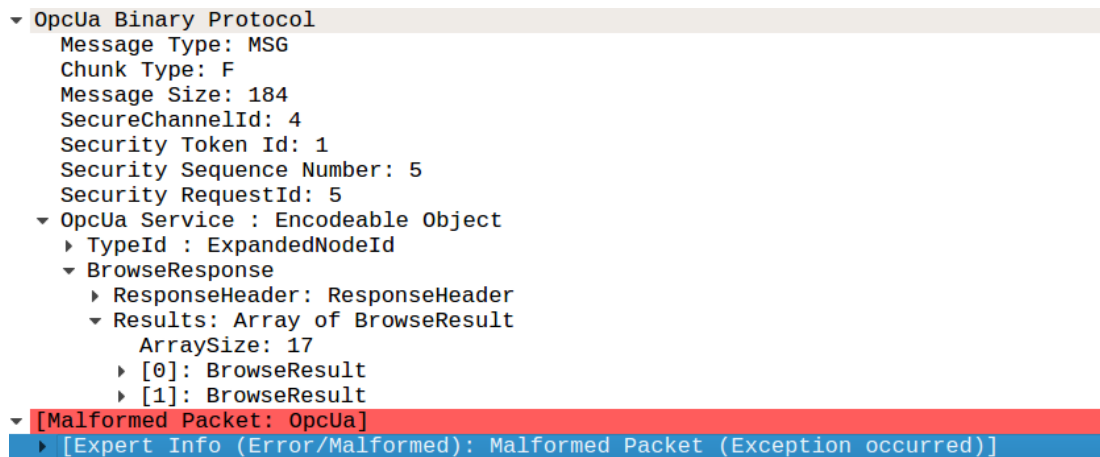 OpcUa Binary Protocol
Message Type: MSG
Chunk Type: F
Message Size: 184
SecureChannelId: 4
Security Token Id: 1
Security Sequence Number: 5
Security RequestId: 5
OpcUa Service : Encodeable Object
TypeId : ExpandedNodeId
BrowseResponse
ResponseHeader: ResponseHeader
Results: Array of BrowseResult
ArraySize: 17
[0]: BrowseResult
[1]: BrowseResult
[Malformed Packet: OpcUa]
[Expert Info (Error/Malformed): Malformed Packet (Exception occurred)]